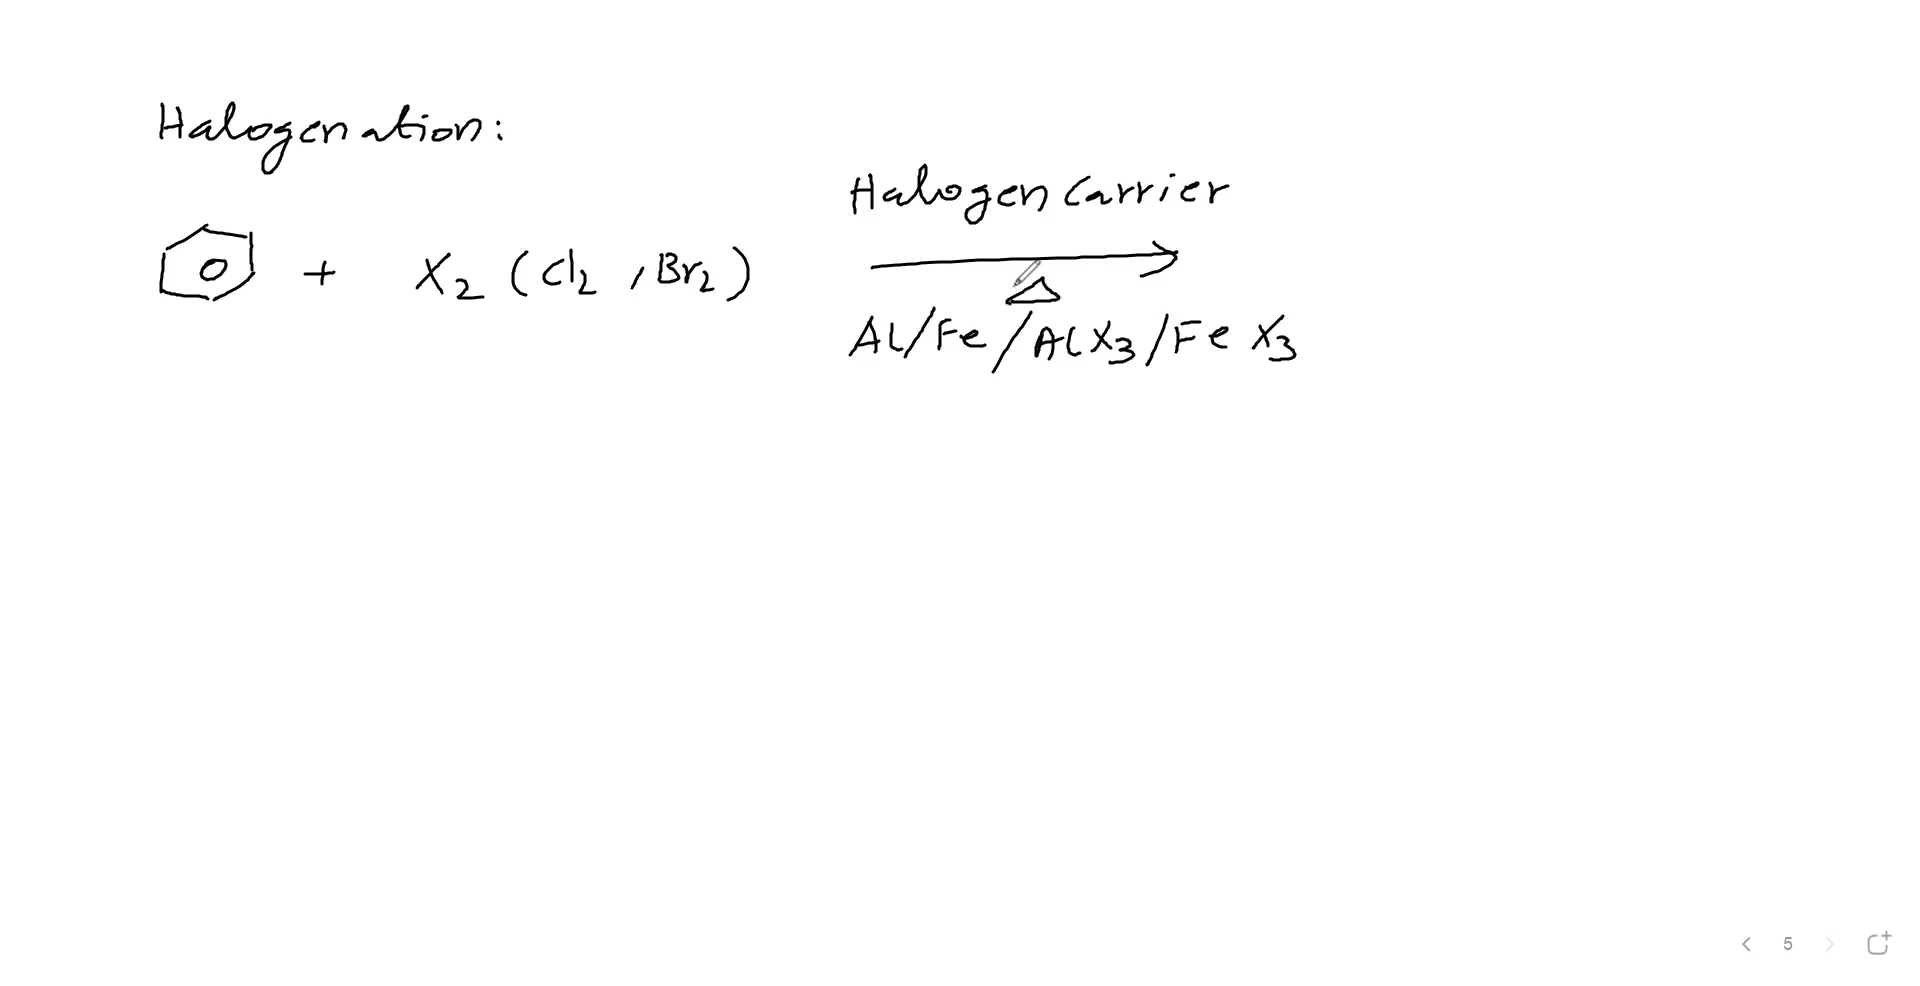 Halogenation:
Halogen Carrier
+ X2 (Cl2, Br2)
Δ
Al/Fe/AlX3/FeX3
5